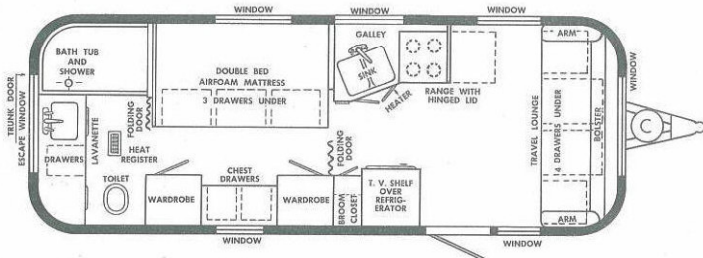 WINDOW
WINDOW
WINDOW
BATH TUB
AND
SHOWER
TRUNK DOOR
ESCAPE WINDOW
DRAWERS
LAVANETTE
FOLDING
DOOR
HEAT
REGISTER
TOILET
DOUBLE BED
AIRFOAM MATTRESS
3 DRAWERS UNDER
GALLEY
SINK
HEATER
RANGE WITH
HINGED LID
ARM
TRAVEL LOUNGE
4 DRAWERS UNDER
BOLSTER
WINDOW
C
FOLDING
DOOR
WARDROBE
CHEST
DRAWERS
WARDROBE
BROOM
CLOSET
T. V. SHELF
OVER
REFRIG-
ERATOR
ARM
WINDOW
WINDOW